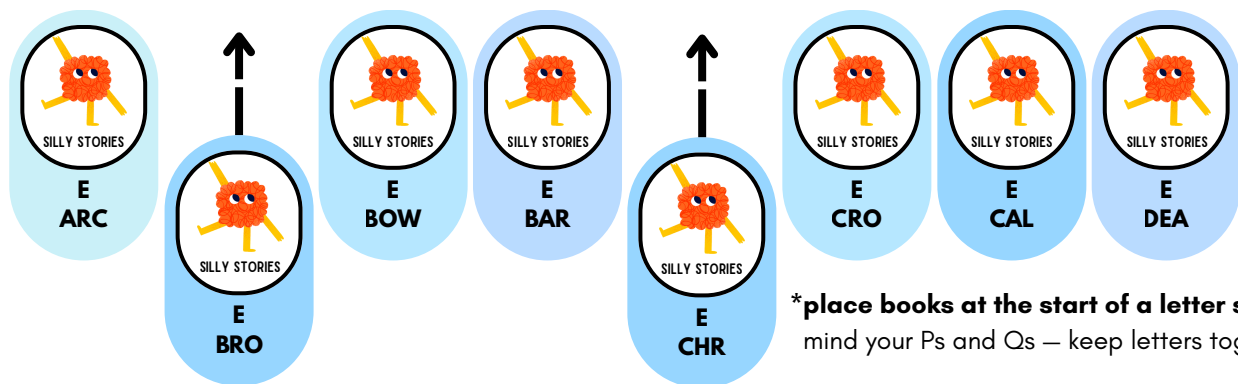 SILLY STORIES
E
ARC
SILLY STORIES
E
BRO
SILLY STORIES
E
BOW
SILLY STORIES
E
BAR
SILLY STORIES
E
CHR
SILLY STORIES
E
CRO
SILLY STORIES
E
CAL
SILLY STORIES
E
DEA
*place books at the start of a letter s
mind your Ps and Qs — keep letters tog